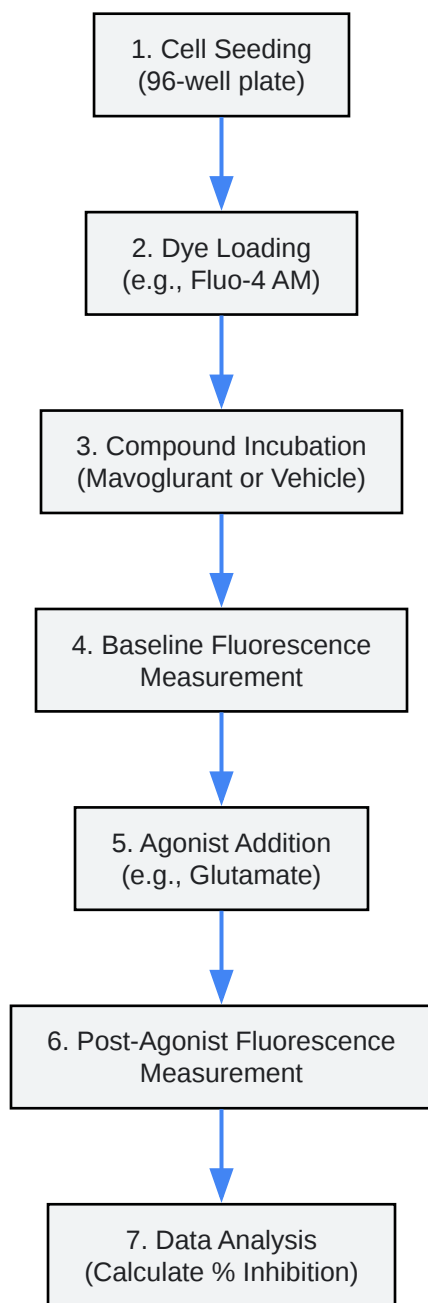 1. Cell Seeding
(96-well plate)
2. Dye Loading
(e.g., Fluo-4 AM)
3. Compound Incubation
(Mavoglurant or Vehicle)
4. Baseline Fluorescence
Measurement
5. Agonist Addition
(e.g., Glutamate)
6. Post-Agonist Fluorescence
Measurement
7. Data Analysis
(Calculate % Inhibition)